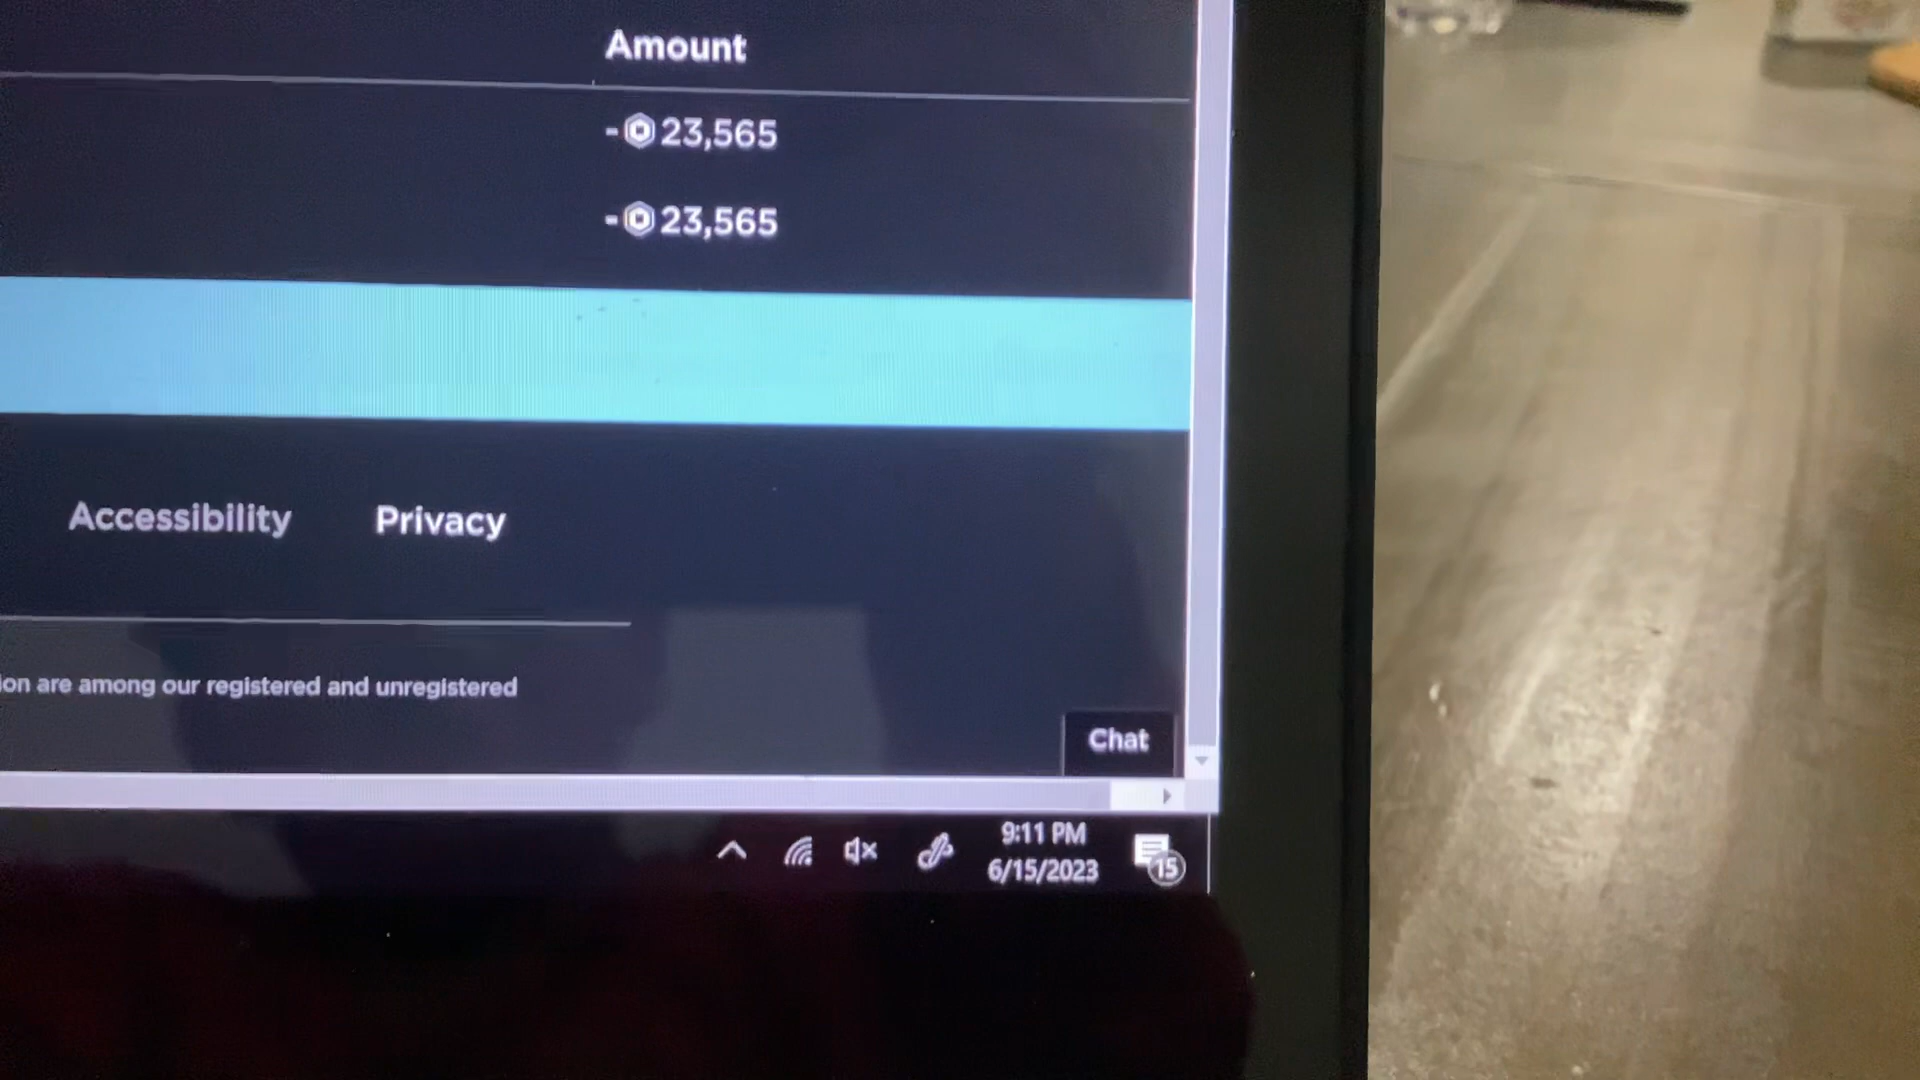 Amount
-23,565
-23,565
Accessibility Privacy
ion are among our registered and unregistered
Chat
9:11 PM
6/15/2023
15